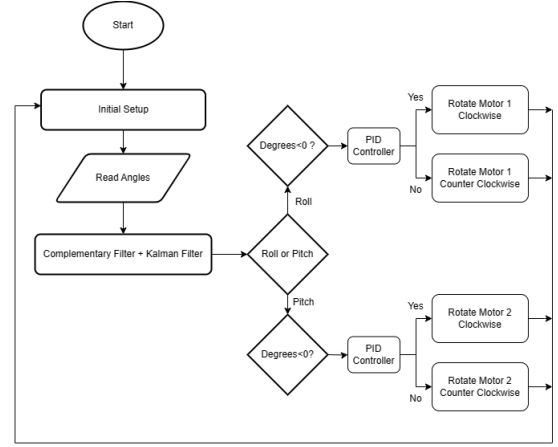 Start
Initial Setup
Read Angles
Complementary Filter + Kalman Filter
Roll or Pitch
Roll
Degrees<0 ?
PID
Controller
Yes
Rotate Motor 1
Clockwise
No
Rotate Motor 1
Counter Clockwise
Pitch
Degrees<0?
PID
Controller
Yes
Rotate Motor 2
Clockwise
No
Rotate Motor 2
Counter Clockwise